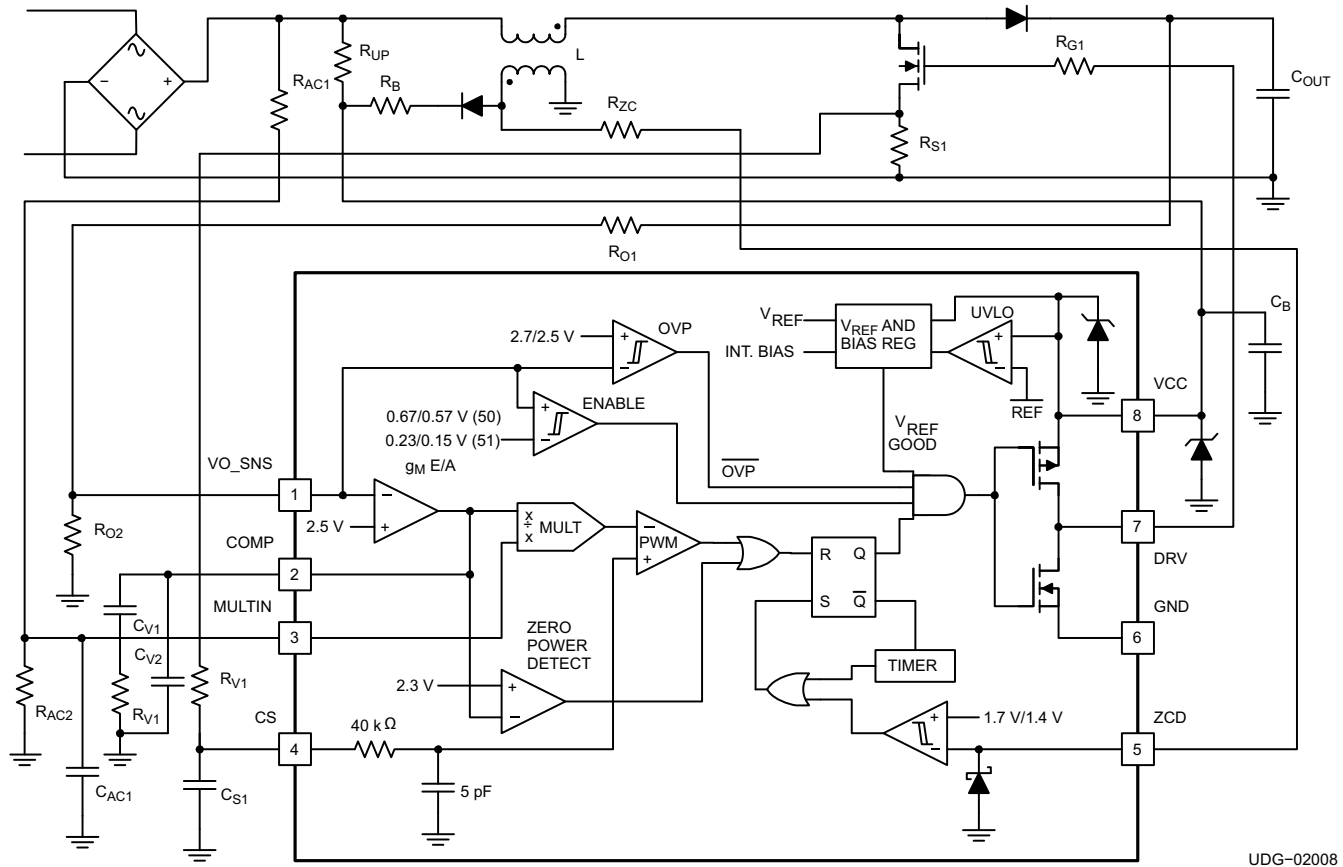 R_UP
L
R_AC1
R_B
R_ZC
R_G1
C_OUT
R_S1
− +
R_O1
C_B
V_REF
V_REF AND
BIAS REG
INT. BIAS
UVLO
+
−
REF
2.7/2.5 V
+
−
OVP
ENABLE
0.67/0.57 V (50)
0.23/0.15 V (51)
+
−
V_REF
GOOD
OVP
VCC
8
VO_SNS
1
g_M E/A
−
+
2.5 V
R_O2
COMP
2
x
÷
x
MULT
−
PWM
+
R Q
S Q
7
DRV
MULTIN
3
GND
6
C_V1
C_V2
R_V1
R_V1
R_AC2
ZERO
POWER
DETECT
2.3 V
+
−
TIMER
+
−
1.7 V/1.4 V
ZCD
5
CS
4
40 k Ω
5 pF
C_AC1
C_S1
UDG−02008